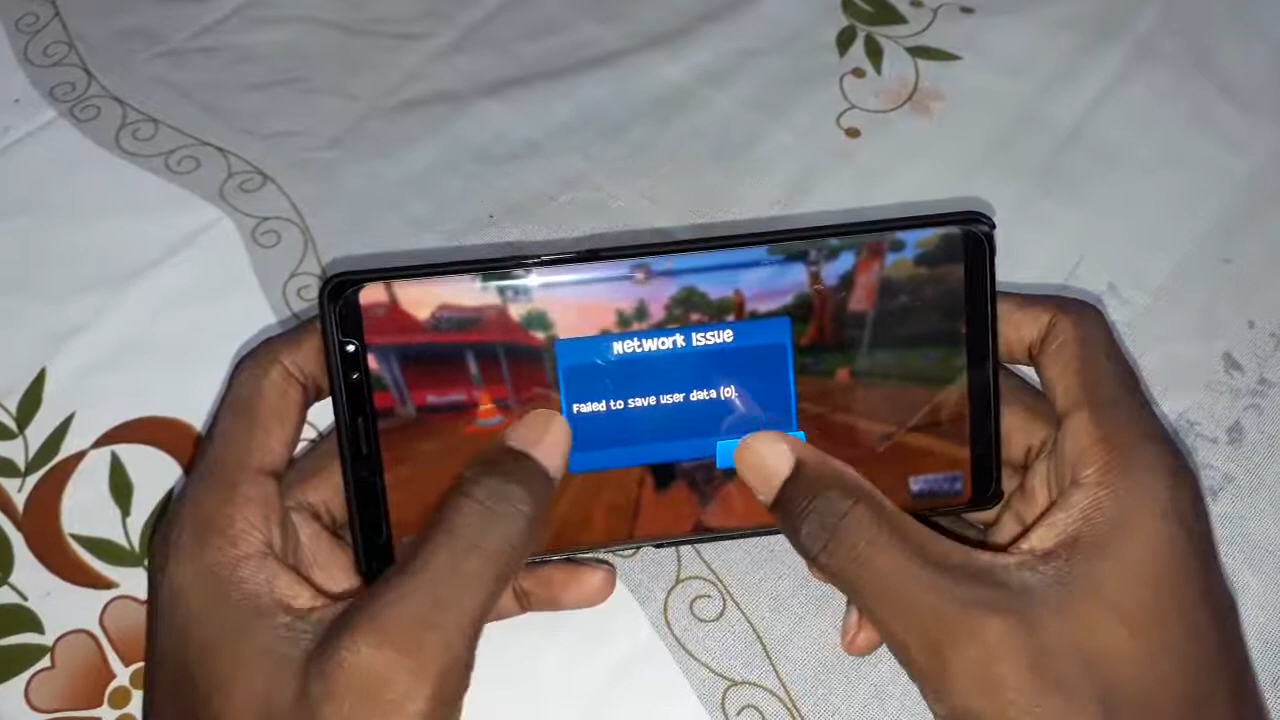 Network Issue
Failed to save user data (0).